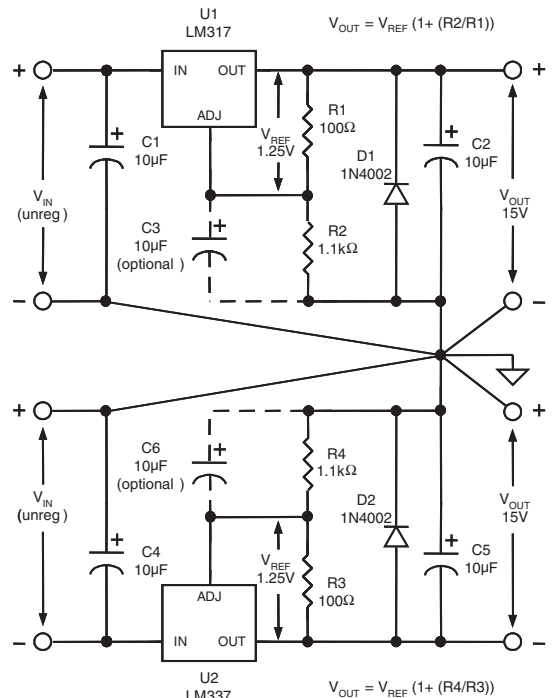 U1
LM317
V_OUT = V_REF (1+ (R2/R1))
+
IN
OUT
+
ADJ
+
C1
10µF
V_REF
1.25V
R1
100Ω
D1
1N4002
+
C2
10µF
V_IN
(unreg )
C3
10µF
(optional )
+
R2
1.1kΩ
V_OUT
15V
–
–
+
+
C6
10µF
(optional )
+
R4
1.1kΩ
V_IN
(unreg )
D2
1N4002
V_OUT
15V
+
C4
10µF
V_REF
1.25V
R3
100Ω
+
C5
10µF
ADJ
–
IN
OUT
–
U2
LM337
V_OUT = V_REF (1+ (R4/R3))